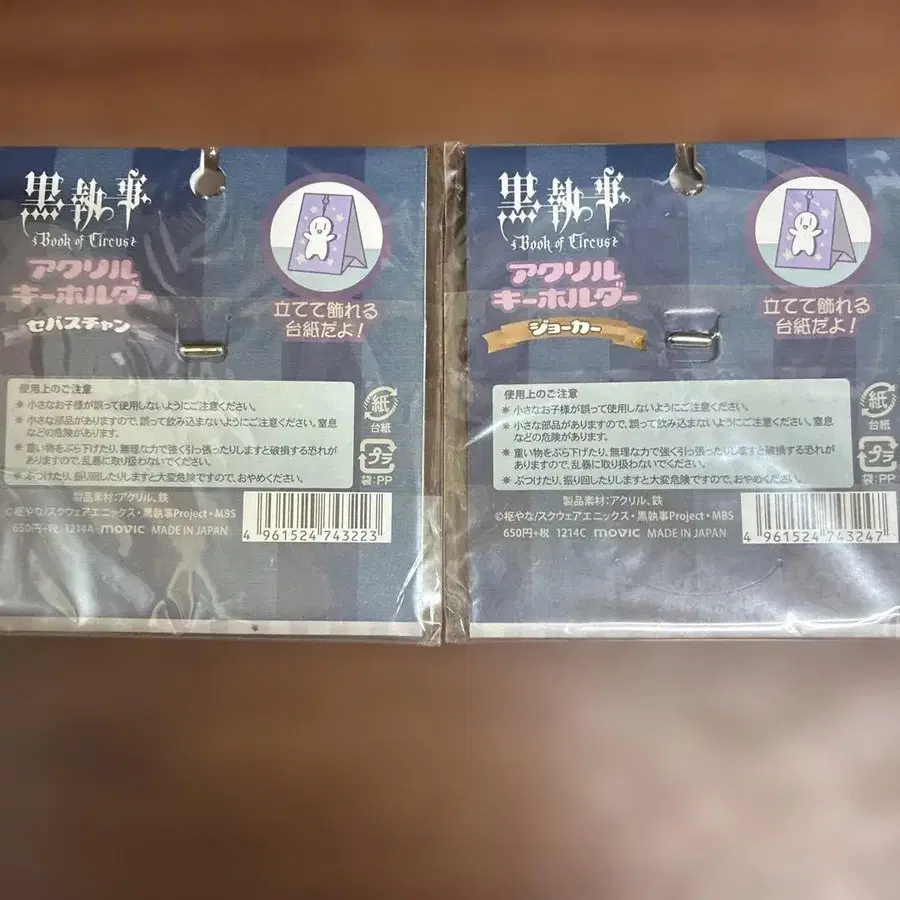 黒執事
Book of Circus
アクリル
キーホルダー
セバスチャン
立てて飾れる
台紙だよ!
使用上のご注意
※ 小さなお子様が誤って使用しないようにご注意ください。
※ 小さな部品がありますので、誤って飲み込まないようにご注意ください。窒息
などの危険があります。
※ 重い物をぶら下げたり、無理な力で強く引っ張ったりしますと破損する恐れが
ありますので、乱暴に取り扱わないでください。
※ ぶつけたり、振り回したりしますと大変危険ですので、おやめください。
紙
台紙
プラ
袋:PP
製品素材:アクリル、鉄
©枢やな/スクウェアエニックス・黒執事Project・MBS
650円+税 1214A movic MADE IN JAPAN
4 961524 743223
黒執事
Book of Circus
アクリル
キーホルダー
ジョーカー
立てて飾れる
台紙だよ!
使用上のご注意
※ 小さなお子様が誤って使用しないようにご注意ください。
※ 小さな部品がありますので、誤って飲み込まないようにご注意ください。窒息
などの危険があります。
※ 重い物をぶら下げたり、無理な力で強く引っ張ったりしますと破損する恐れが
ありますので、乱暴に取り扱わないでください。
※ ぶつけたり、振り回したりしますと大変危険ですので、おやめください。
紙
台紙
プラ
袋:PP
製品素材:アクリル、鉄
©枢やな/スクウェアエニックス・黒執事Project・MBS
650円+税 1214C movic MADE IN JAPAN
4 961524 743247